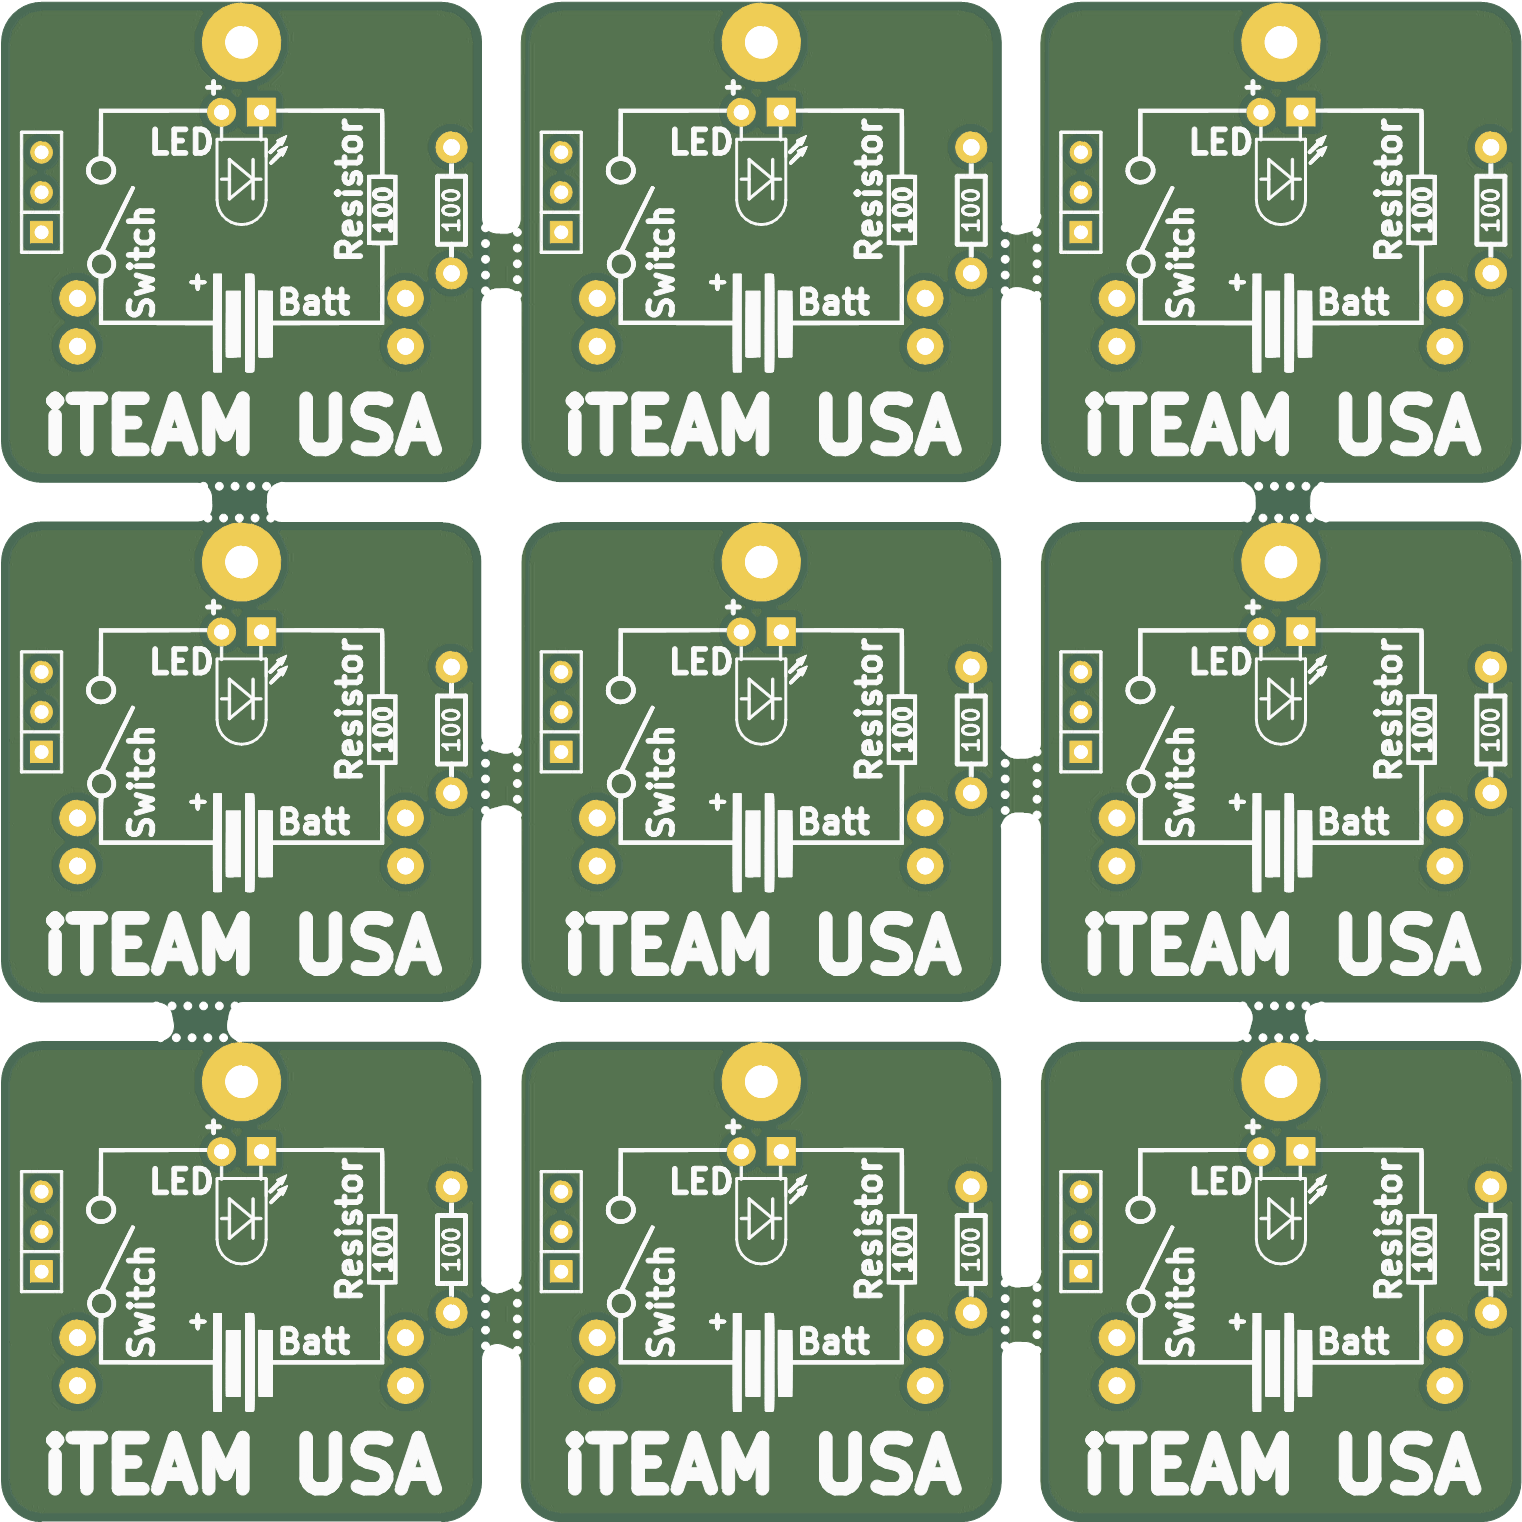 + + +
LED Resistor 100 100 LED Resistor 100 100 LED Resistor 100 100
Switch + Batt Switch + Batt Switch + Batt
iTEAM USA iTEAM USA iTEAM USA
+ + +
LED Resistor 100 100 LED Resistor 100 100 LED Resistor 100 100
Switch + Batt Switch + Batt Switch + Batt
iTEAM USA iTEAM USA iTEAM USA
+ + +
LED Resistor 100 100 LED Resistor 100 100 LED Resistor 100 100
Switch + Batt Switch + Batt Switch + Batt
iTEAM USA iTEAM USA iTEAM USA